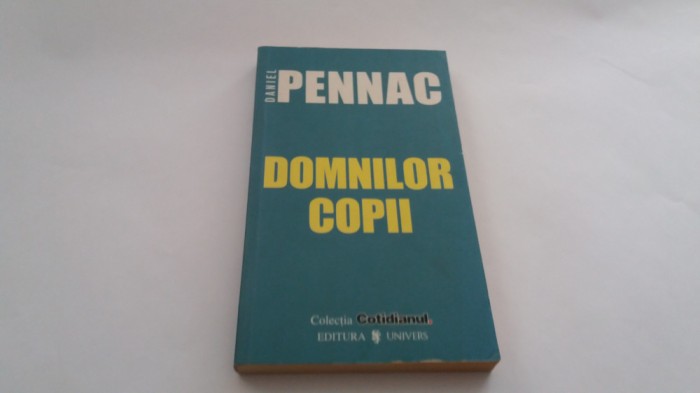 DANIEL PENNAC
DOMNILOR
COPII
Colecția Cotidianul.
EDITURA UNIVERS